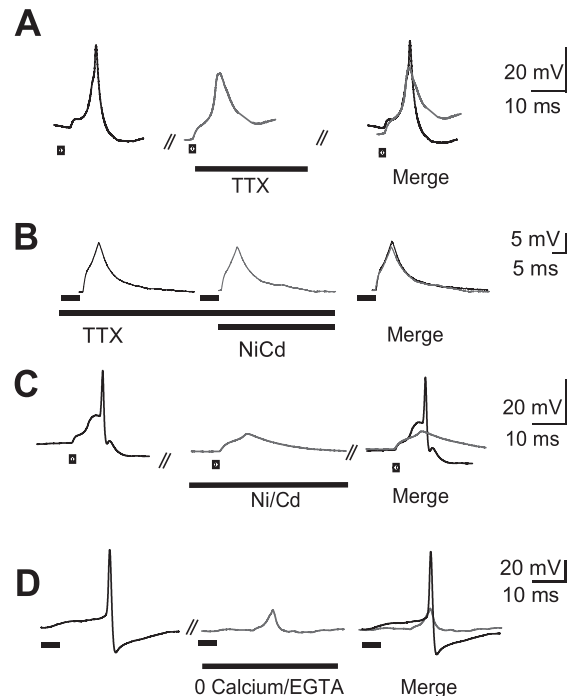 A
20 mV
10 ms
TTX
Merge
B
5 mV
5 ms
TTX
NiCd
Merge
C
20 mV
10 ms
Ni/Cd
Merge
D
20 mV
10 ms
0 Calcium/EGTA
Merge